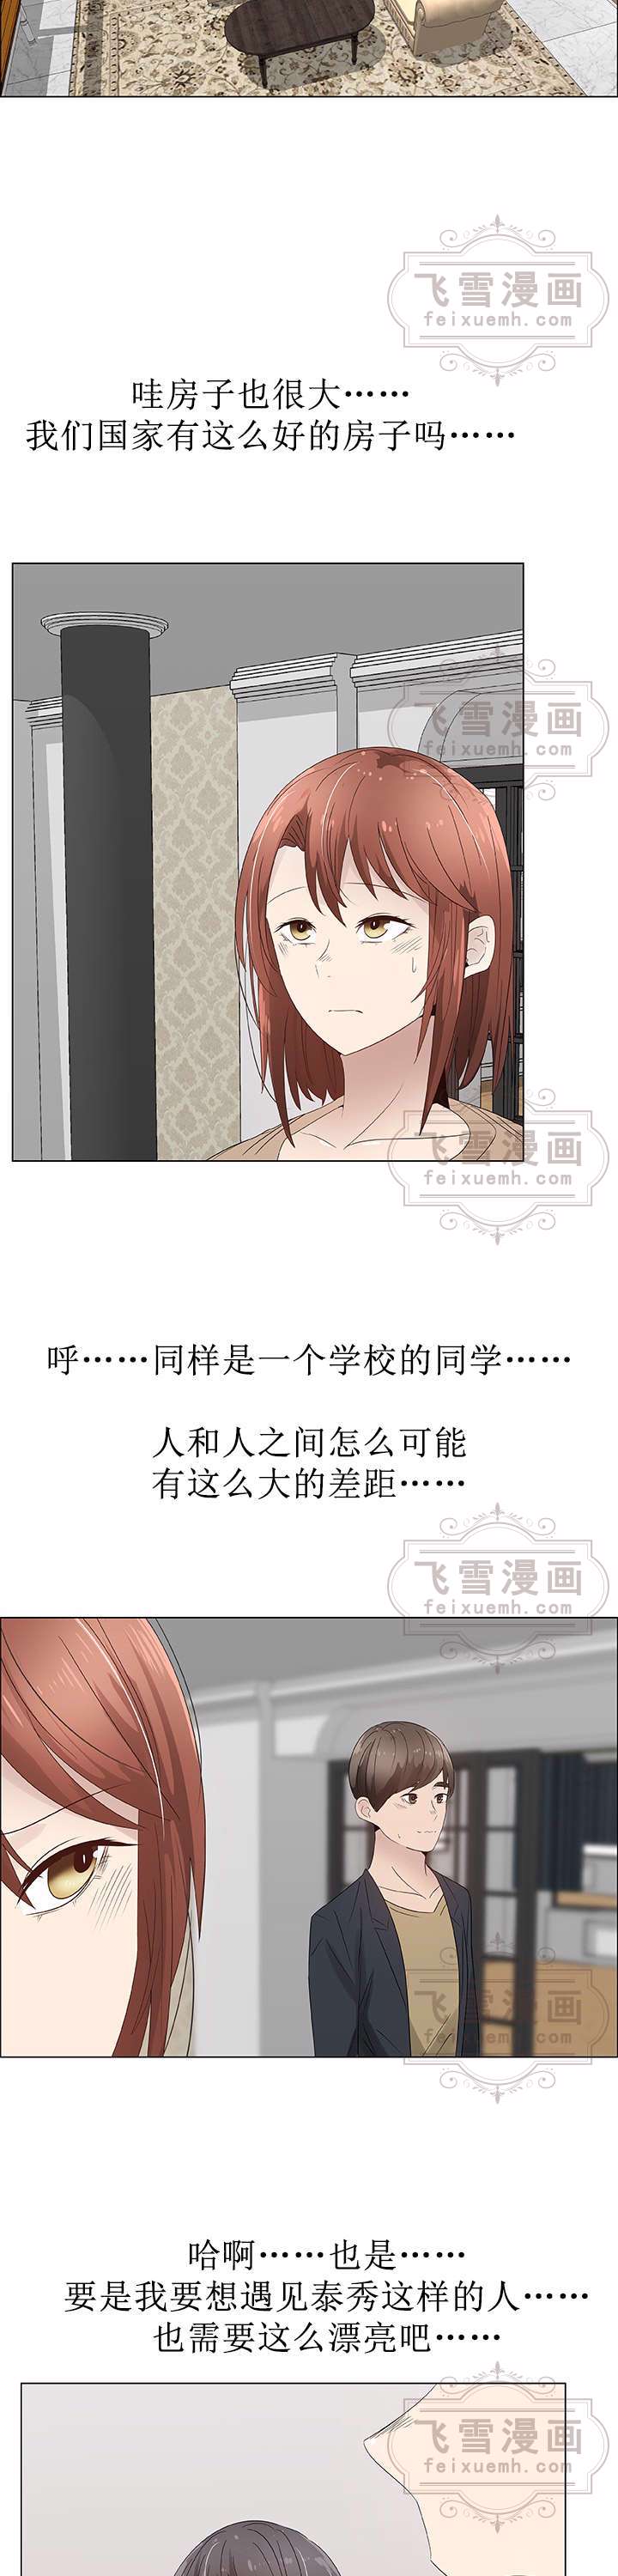 飞雪漫画
feixuemh.com
哇房子也很大……
我们国家有这么好的房子吗……
飞雪漫画
feixuemh.com
飞雪漫画
feixuemh.com
呼……同样是一个学校的同学……
人和人之间怎么可能
有这么大的差距……
飞雪漫画
feixuemh.com
飞雪漫画
feixuemh.com
哈啊……也是……
要是我要想遇见泰秀这样的人……
也需要这么漂亮吧……
飞雪漫画
feixuemh.com